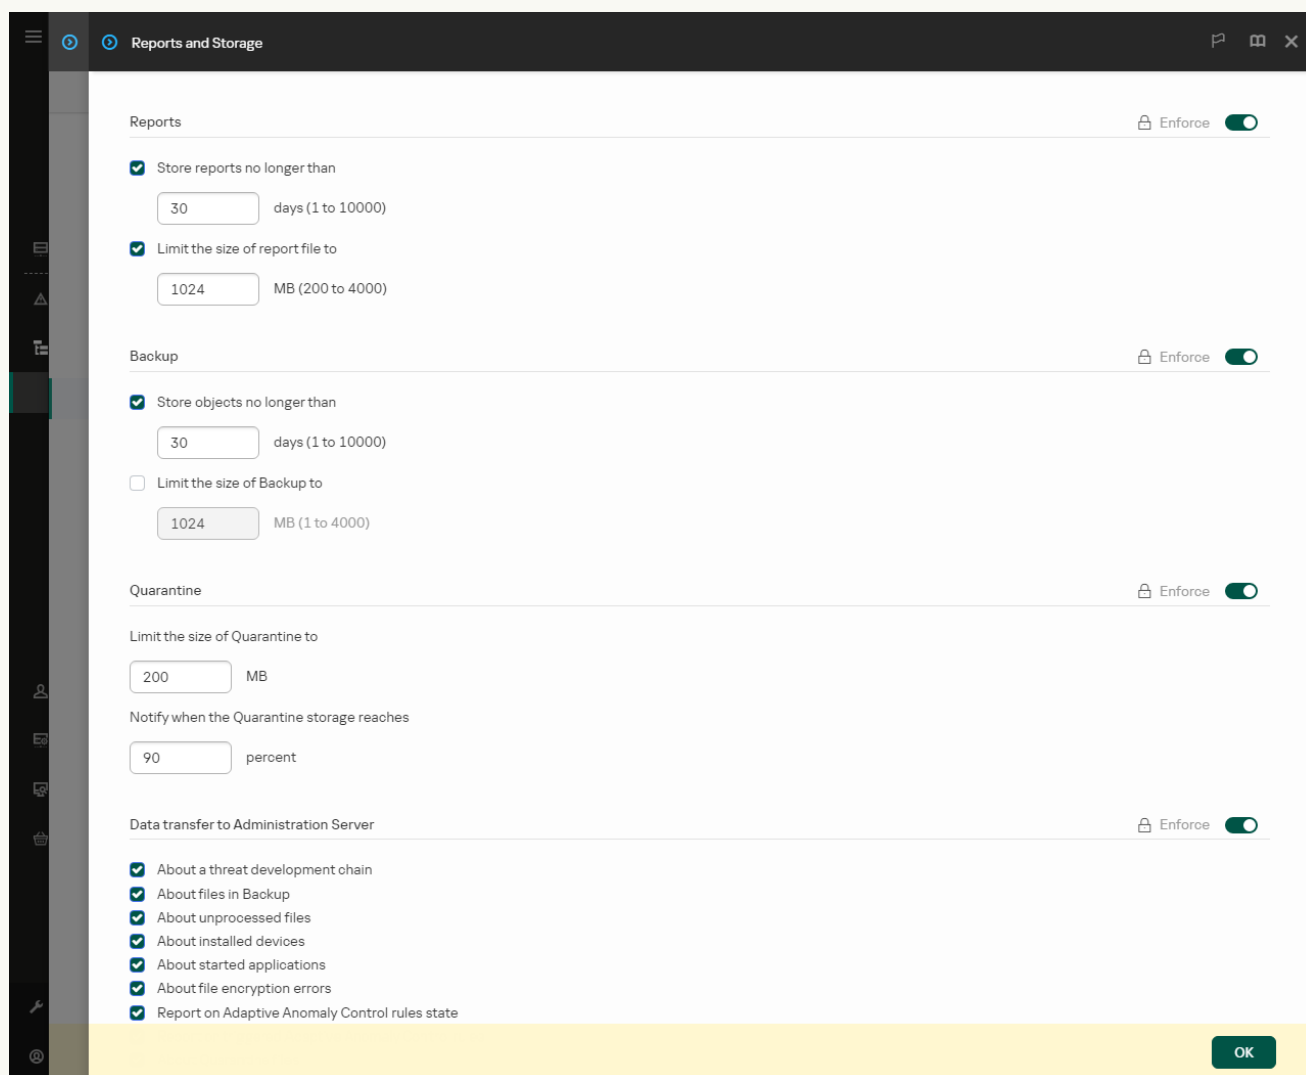 Reports and Storage
Reports
Enforce
Store reports no longer than
30 days (1 to 10000)
Limit the size of report file to
1024 MB (200 to 4000)
Backup
Enforce
Store objects no longer than
30 days (1 to 10000)
Limit the size of Backup to
1024 MB (1 to 4000)
Quarantine
Enforce
Limit the size of Quarantine to
200 MB
Notify when the Quarantine storage reaches
90 percent
Data transfer to Administration Server
Enforce
About a threat development chain
About files in Backup
About unprocessed files
About installed devices
About started applications
About file encryption errors
Report on Adaptive Anomaly Control rules state
OK